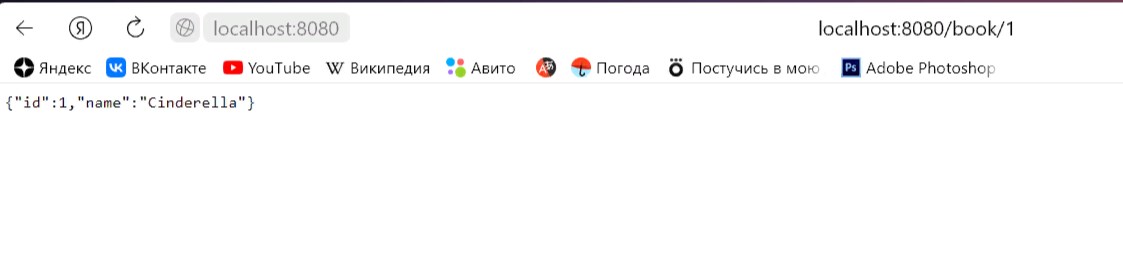 Я localhost:8080 localhost:8080/book/1
Яндекс ВКонтакте YouTube W Википедия Авито Погода Постучись в мою Ps Adobe Photoshop
{"id":1,"name":"Cinderella"}